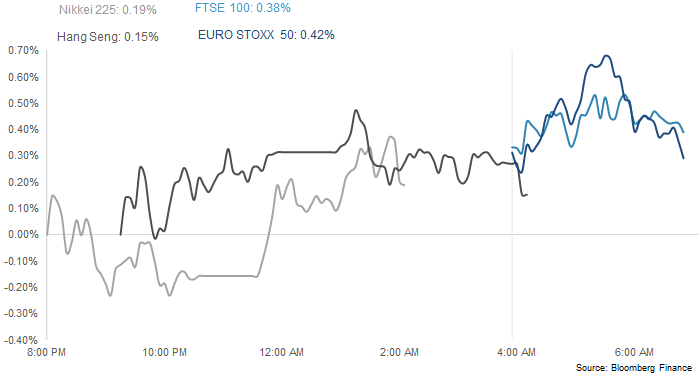 Nikkei 225: 0.19%
FTSE 100: 0.38%
Hang Seng: 0.15%
EURO STOXX 50: 0.42%
0.70%
0.60%
0.50%
0.40%
0.30%
0.20%
0.10%
0.00%
-0.10%
-0.20%
-0.30%
-0.40%
8:00 PM
10:00 PM
12:00 AM
2:00 AM
4:00 AM
6:00 AM
Source: Bloomberg Finance